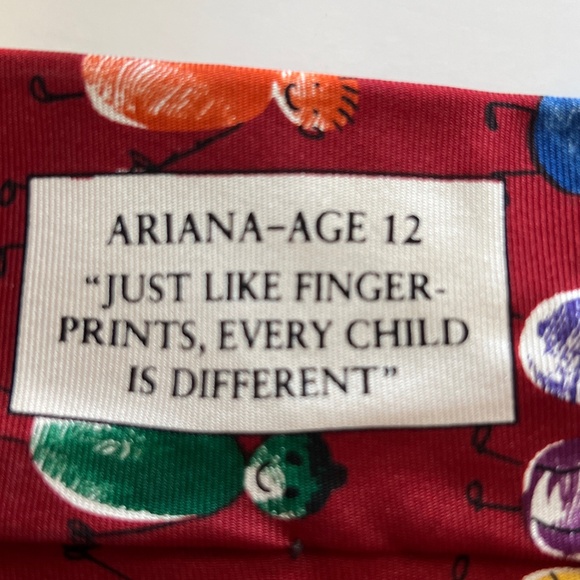 ARIANA-AGE 12
"JUST LIKE FINGER-
PRINTS, EVERY CHILD
IS DIFFERENT"